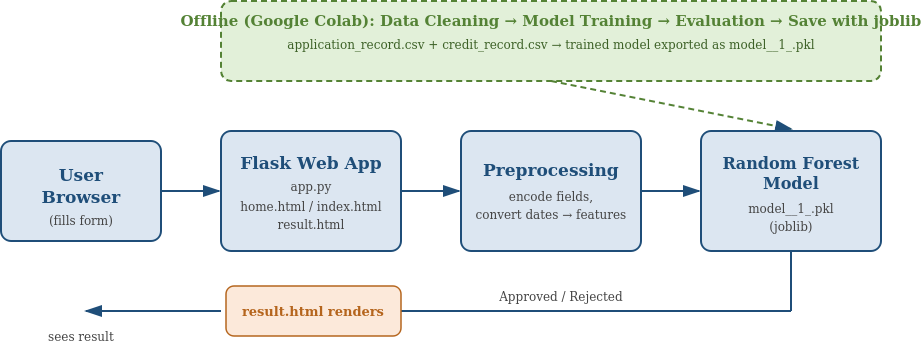 Offline (Google Colab): Data Cleaning → Model Training → Evaluation → Save with joblib
application_record.csv + credit_record.csv → trained model exported as model__1_.pkl
User
Browser
(fills form)
Flask Web App
app.py
home.html / index.html
result.html
Preprocessing
encode fields,
convert dates → features
Random Forest
Model
model__1_.pkl
(joblib)
Approved / Rejected
result.html renders
sees result